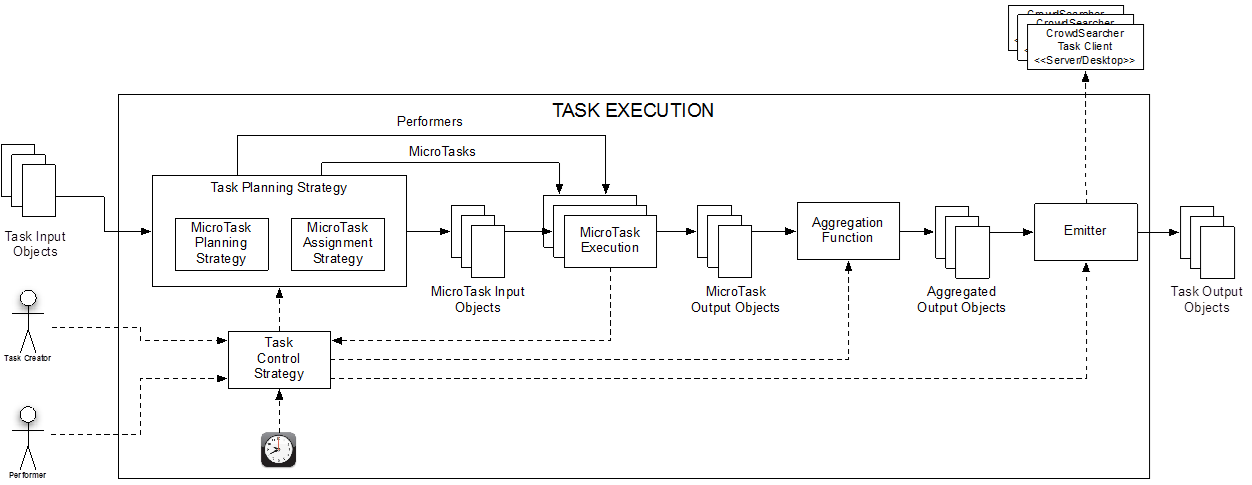 CrowdSearcher
CrowdSearcher
CrowdSearcher
Task Client
<<Server/Desktop>>
<
<
TASK EXECUTION
Performers
MicroTasks
Task Planning Strategy
MicroTask
Planning
Strategy
MicroTask
Assignment
Strategy
MicroTask
Execution
Aggregation
Function
Emitter
Task Input
Objects
MicroTask Input
Objects
MicroTask
Output Objects
Aggregated
Output Objects
Task Output
Objects
Task Creator
Task
Control
Strategy
Performer